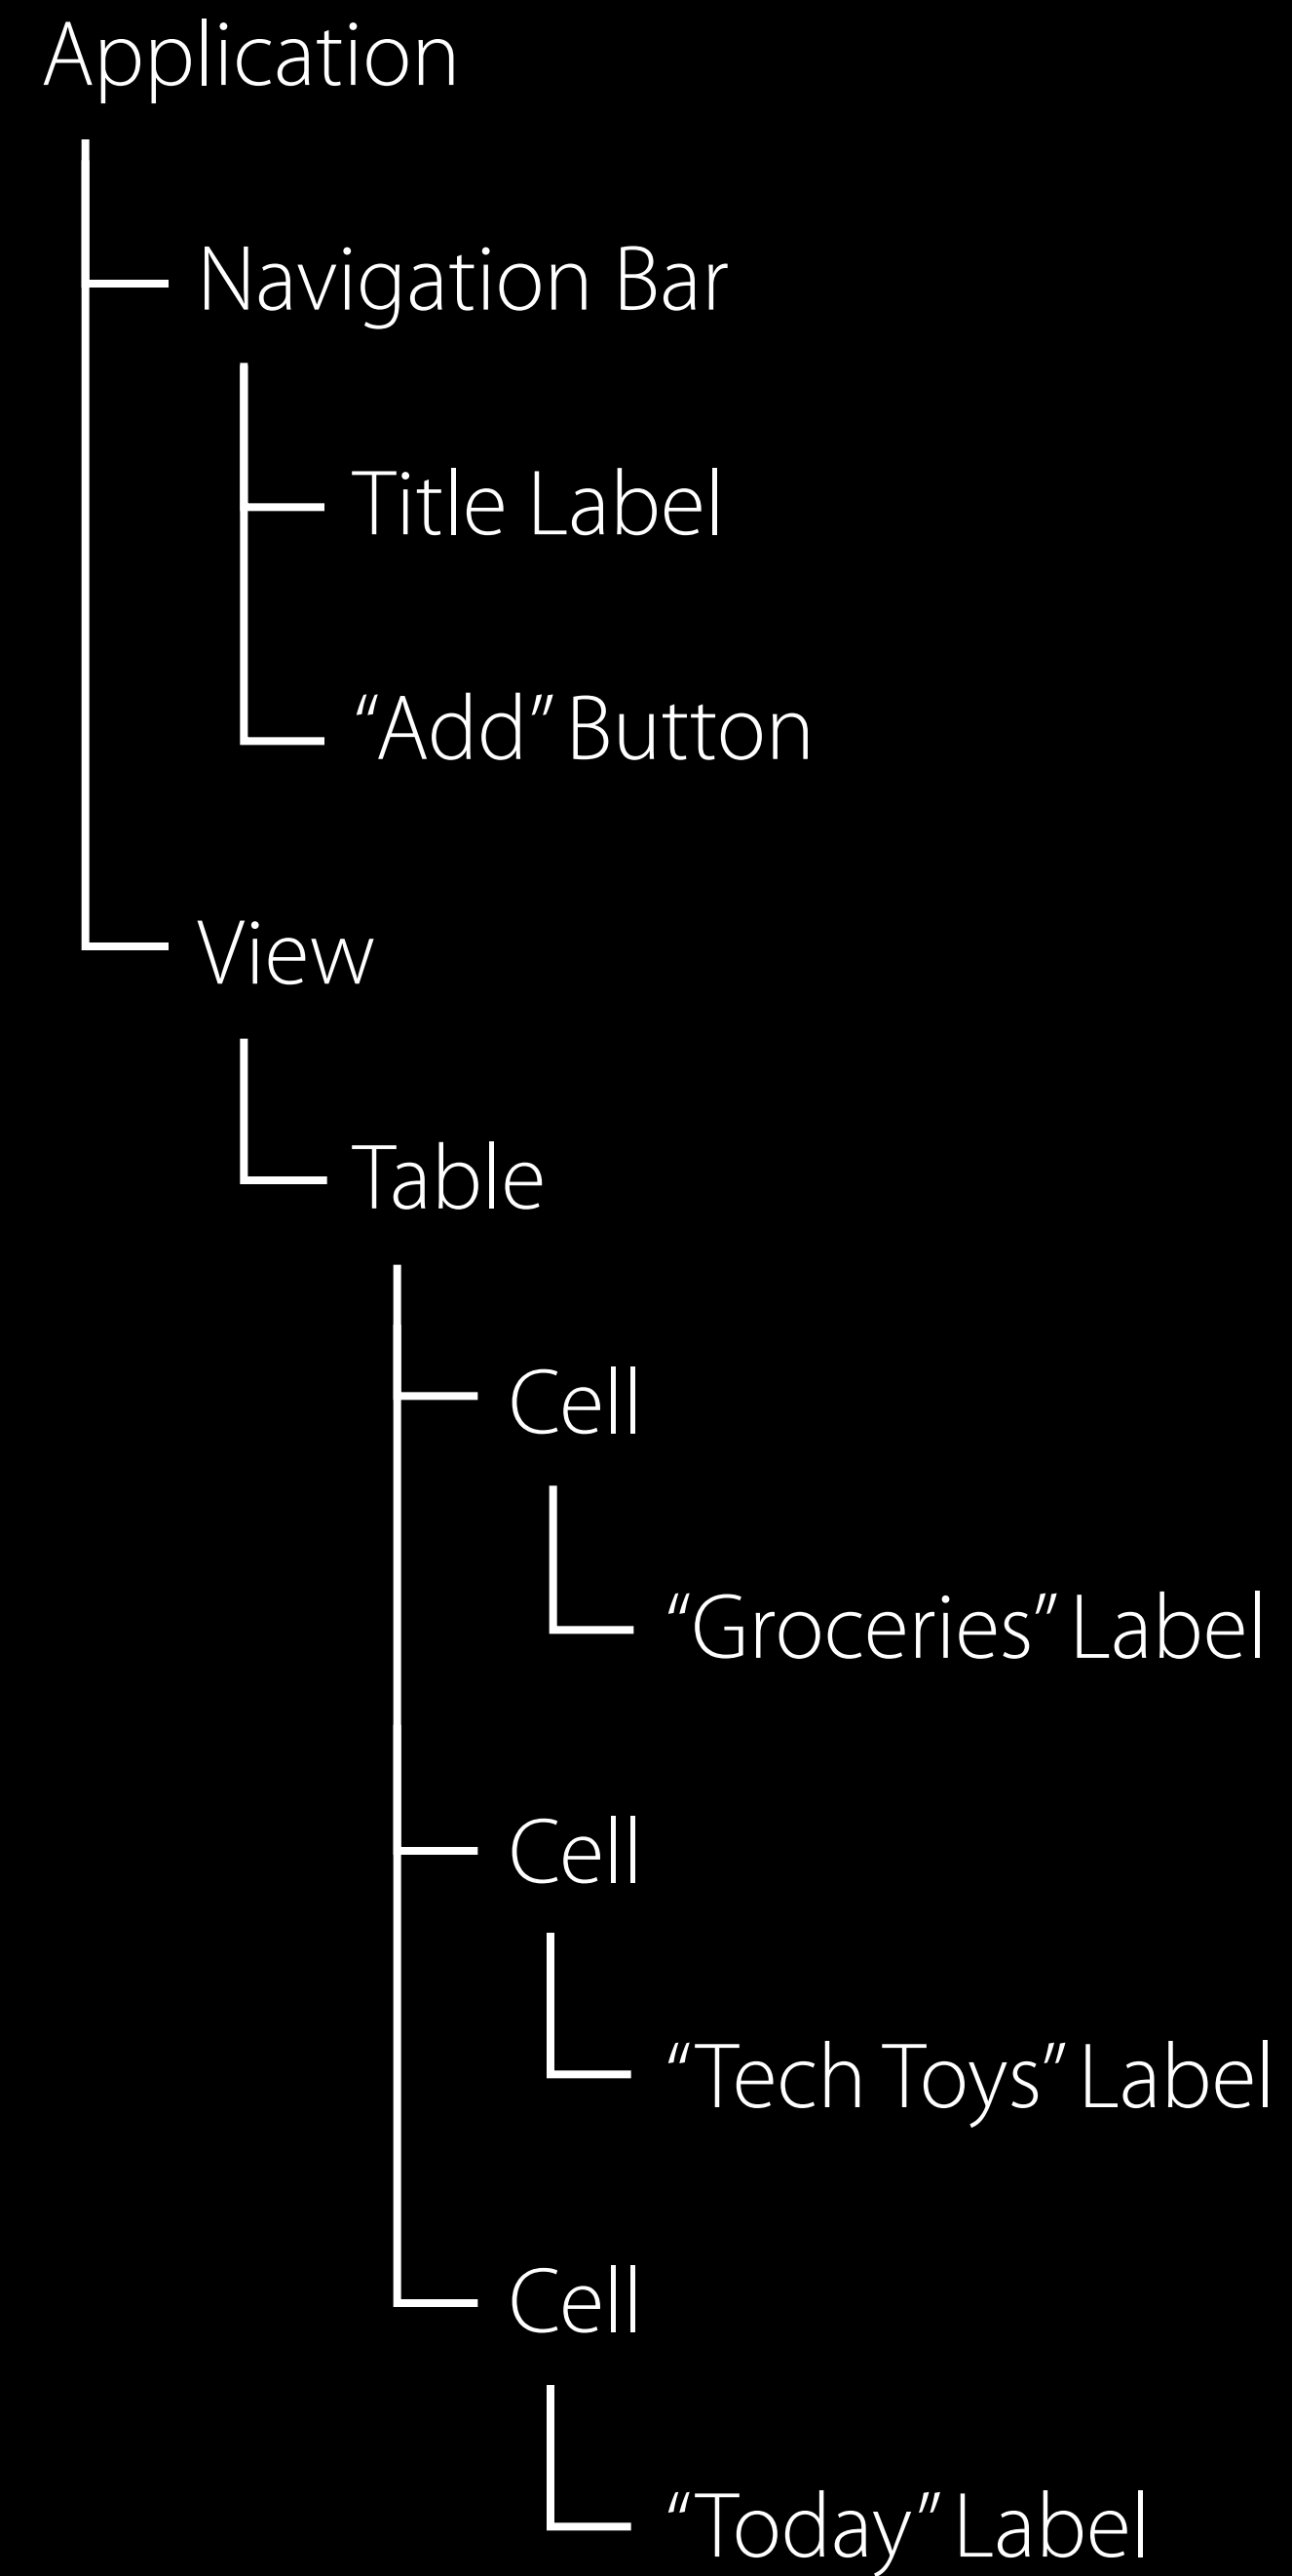 Application
Navigation Bar
Title Label
“Add” Button
View
Table
Cell
“Groceries” Label
Cell
“Tech Toys” Label
Cell
“Today” Label